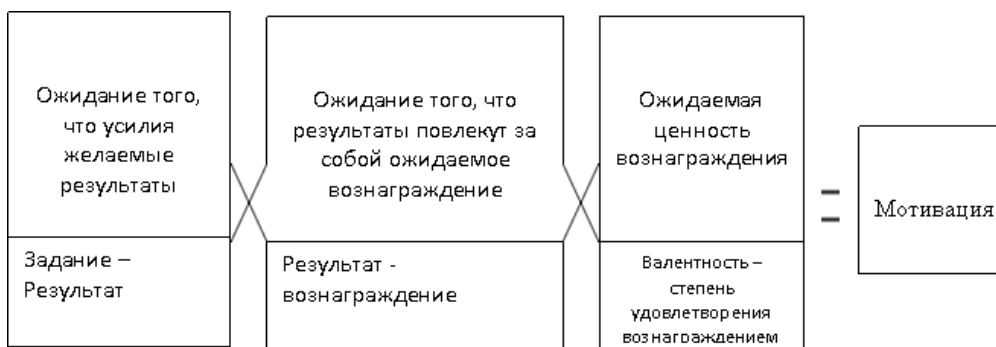 Ожидание того,
что усилия
желаемые
результаты
Задание –
Результат
Ожидание того, что
результаты повлекут за
собой ожидаемое
вознаграждение
Результат -
вознаграждение
Ожидаемая
ценность
вознаграждения
Валентность –
степень
удовлетворения
вознаграждением
=
Мотивация